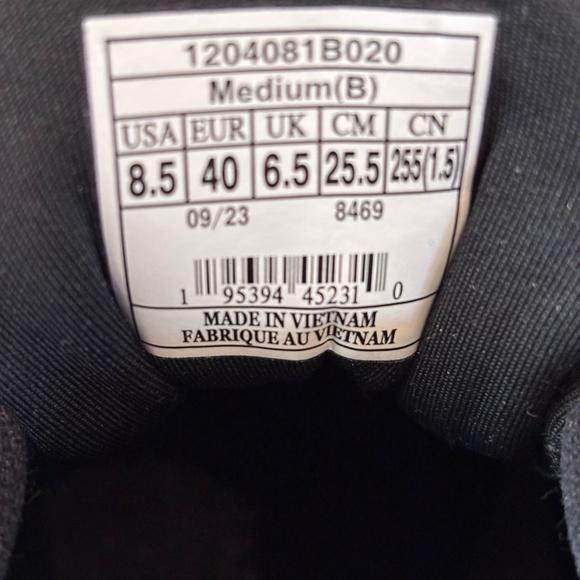 1204081B020
Medium(B)
USA EUR UK CM CN
8.5 40 6.5 25.5 255(1.5)
09/23 8469
1 95394 45231 0
MADE IN VIETNAM
FABRIQUE AU VIETNAM